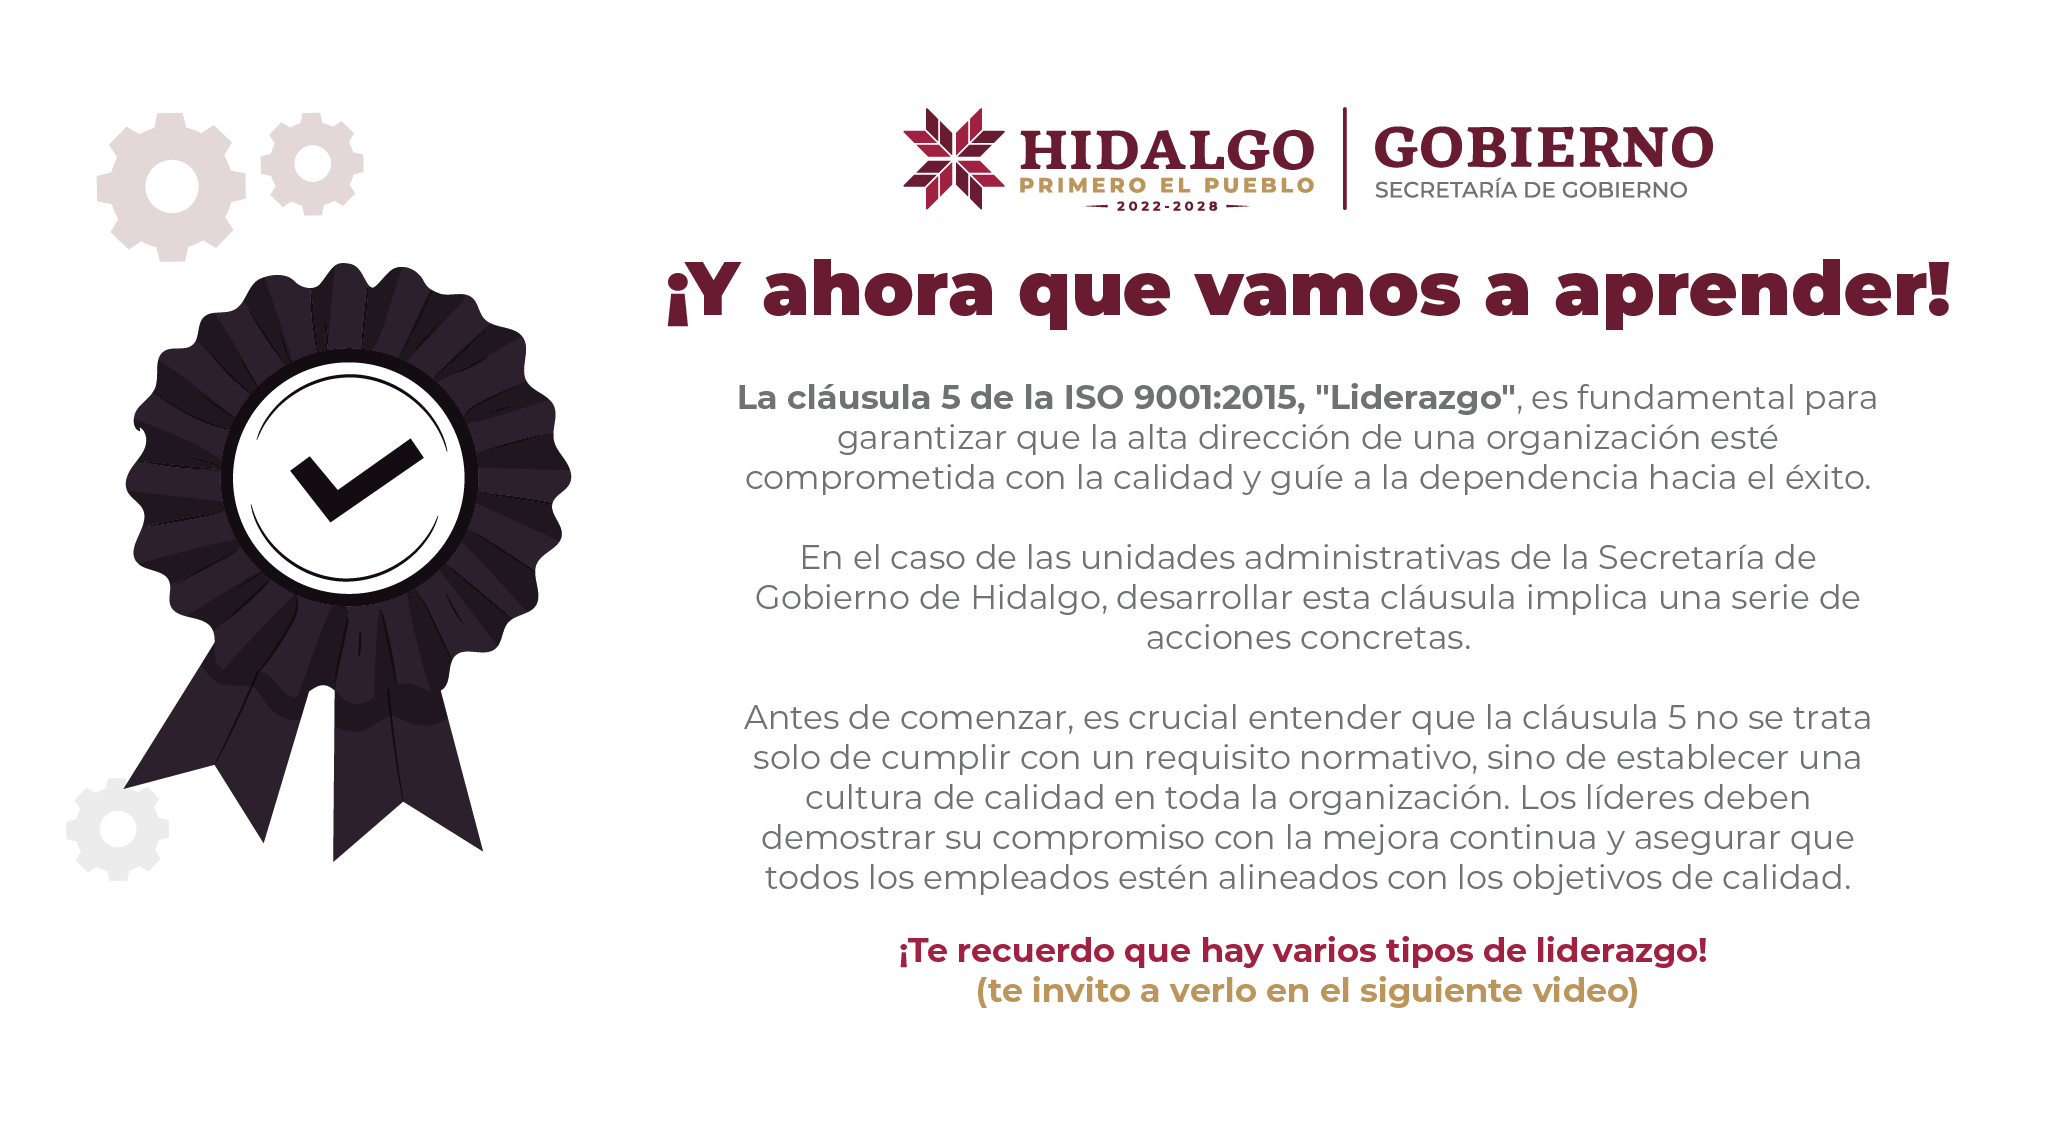 HIDALGO
PRIMERO EL PUEBLO
2022-2028
GOBIERNO
SECRETARÍA DE GOBIERNO
¡Y ahora que vamos a aprender!
La cláusula 5 de la ISO 9001:2015, "Liderazgo", es fundamental para
garantizar que la alta dirección de una organización esté
comprometida con la calidad y guíe a la dependencia hacia el éxito.
En el caso de las unidades administrativas de la Secretaría de
Gobierno de Hidalgo, desarrollar esta cláusula implica una serie de
acciones concretas.
Antes de comenzar, es crucial entender que la cláusula 5 no se trata
solo de cumplir con un requisito normativo, sino de establecer una
cultura de calidad en toda la organización. Los líderes deben
demostrar su compromiso con la mejora continua y asegurar que
todos los empleados estén alineados con los objetivos de calidad.
¡Te recuerdo que hay varios tipos de liderazgo!
(te invito a verlo en el siguiente video)